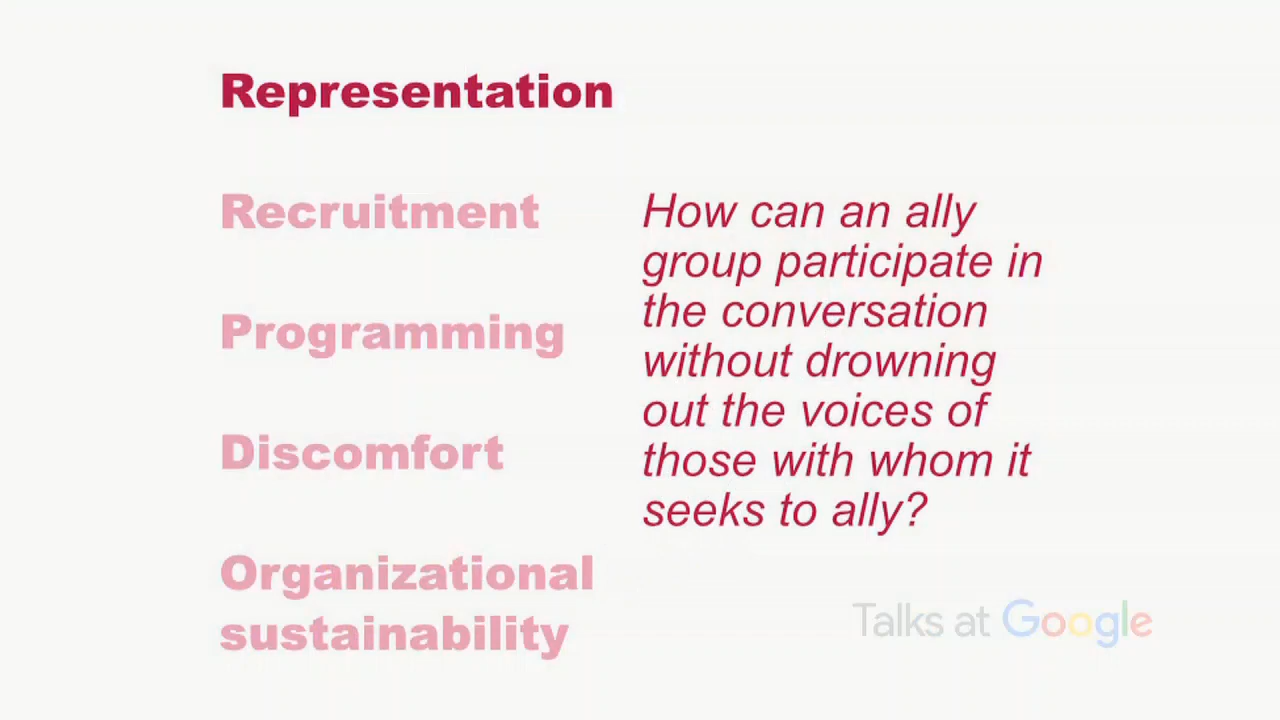 Representation
Recruitment
Programming
Discomfort
Organizational
sustainability
How can an ally
group participate in
the conversation
without drowning
out the voices of
those with whom it
seeks to ally?
Talks at Google